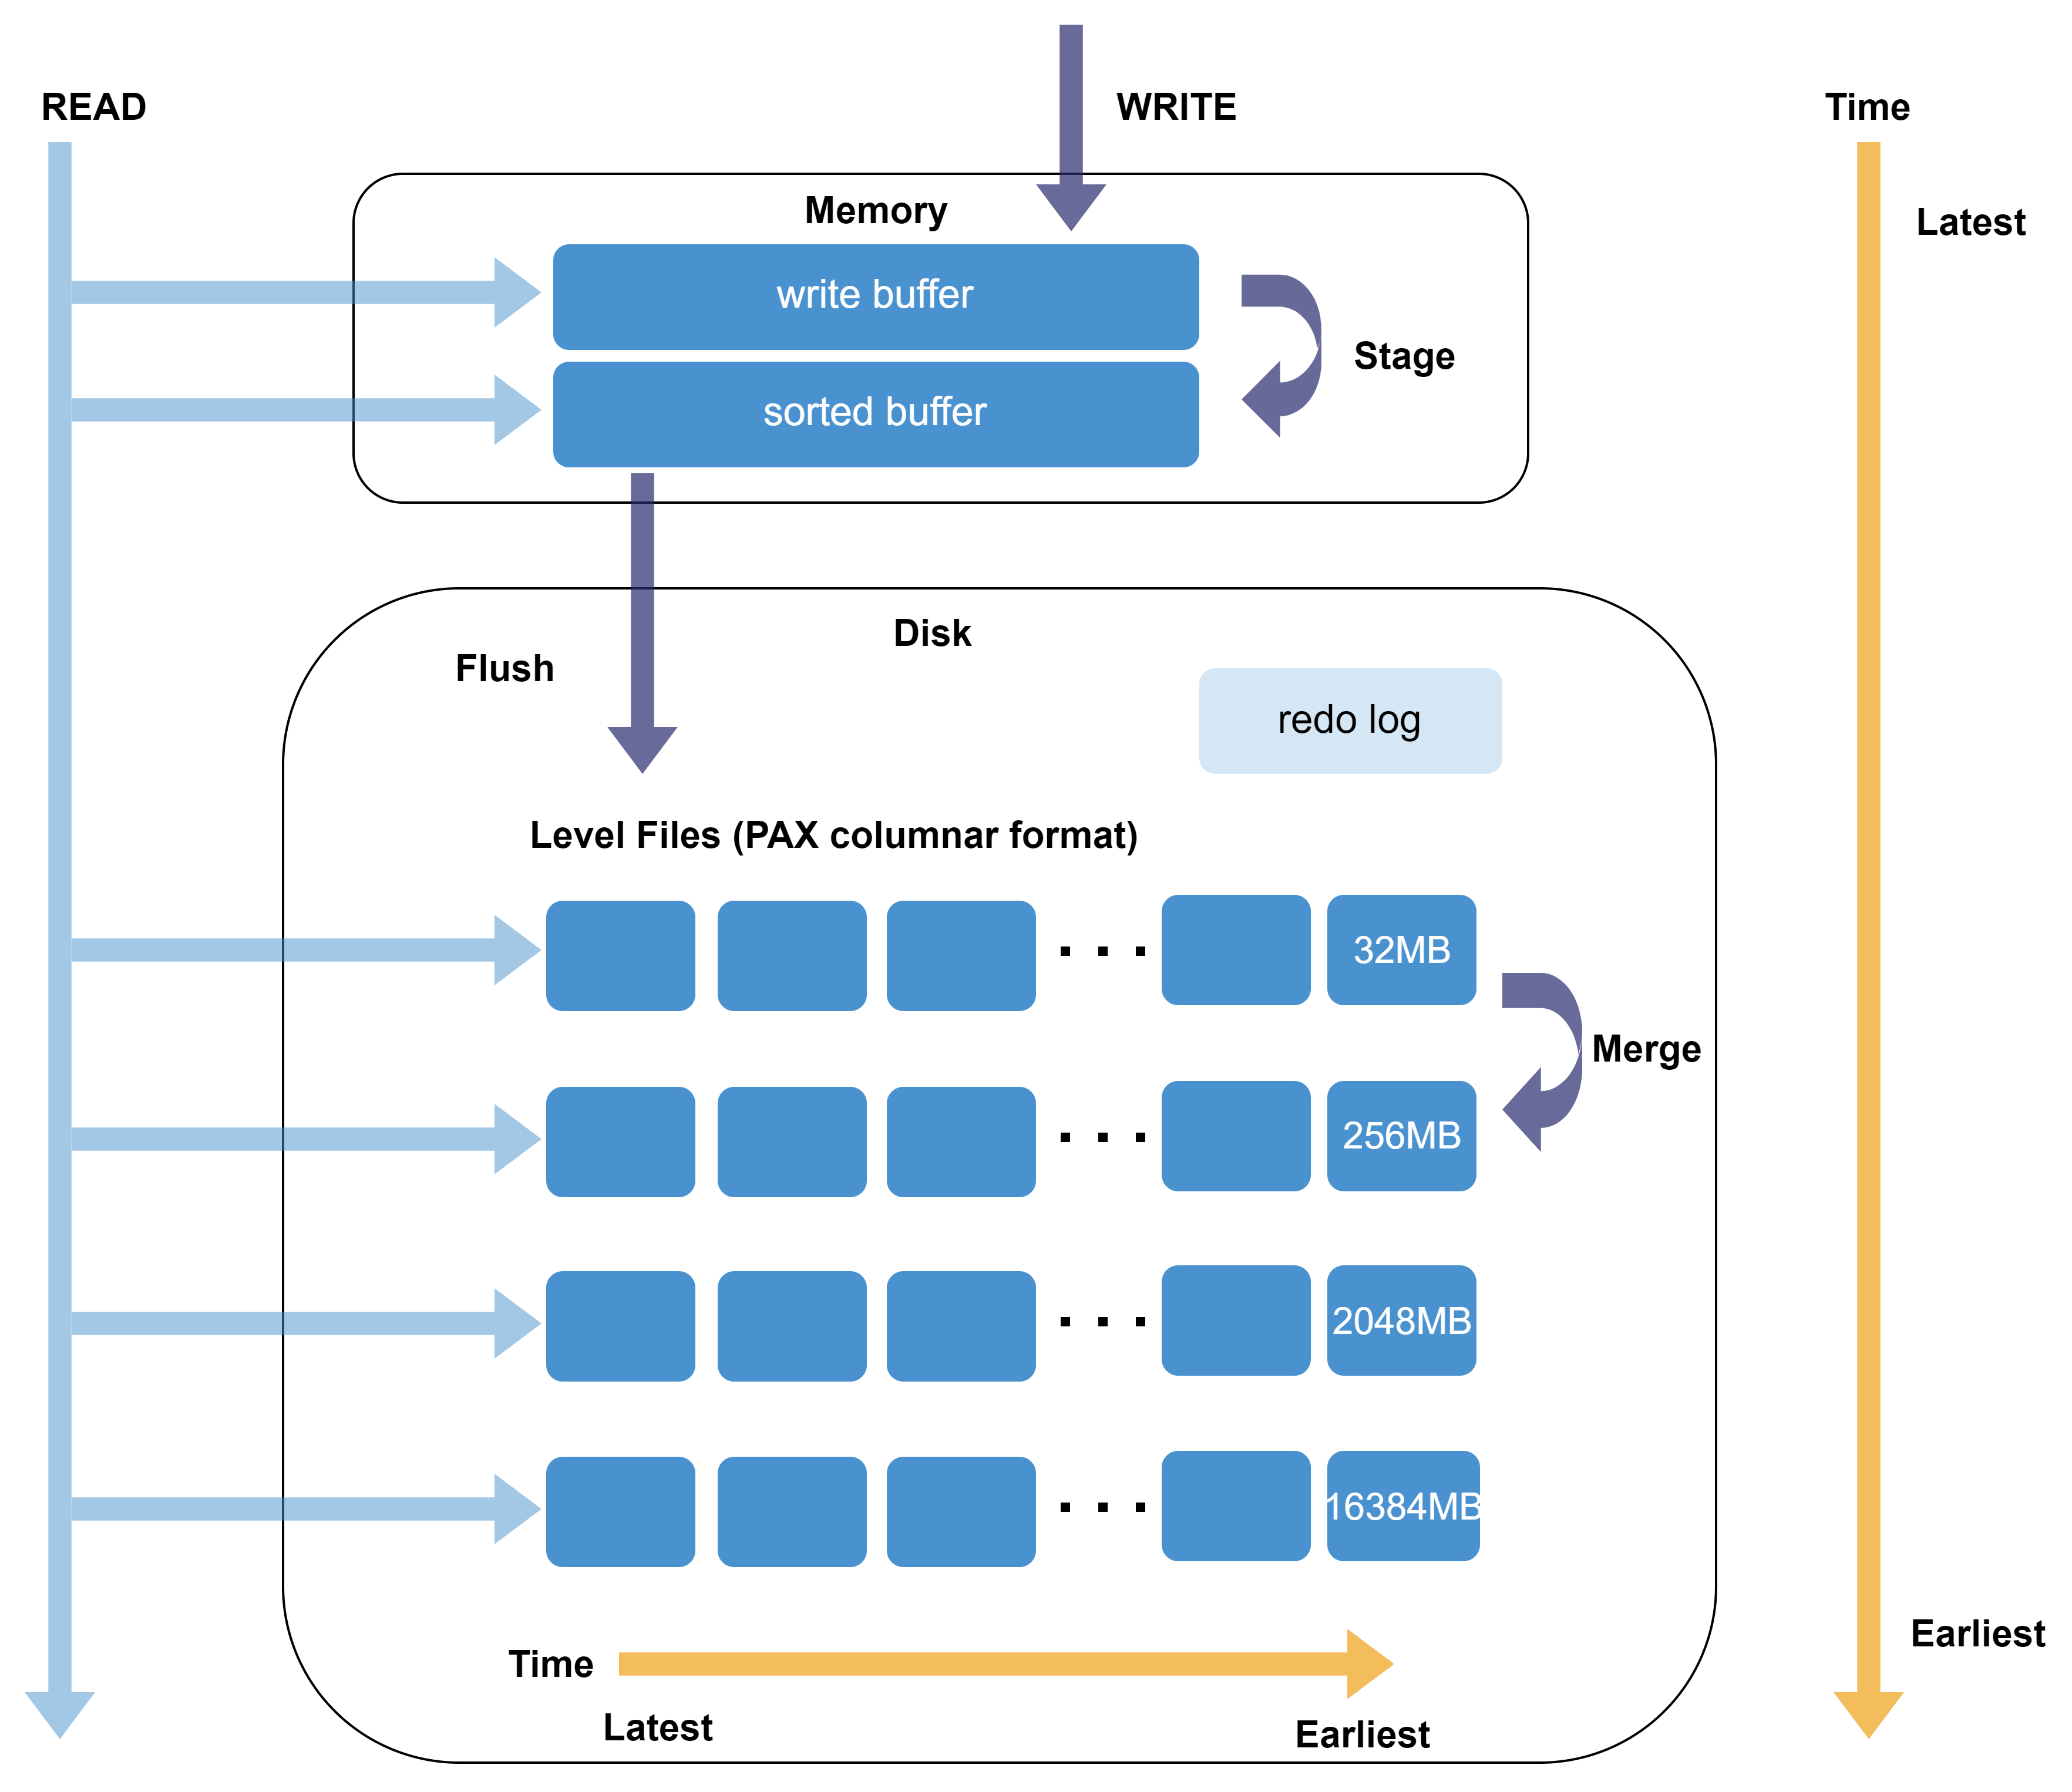 READ
WRITE
Time
Memory
Latest
write buffer
Stage
sorted buffer
Disk
Flush
redo log
Level Files (PAX columnar format)
32MB
Merge
256MB
2048MB
16384MB
Earliest
Time
Latest
Earliest